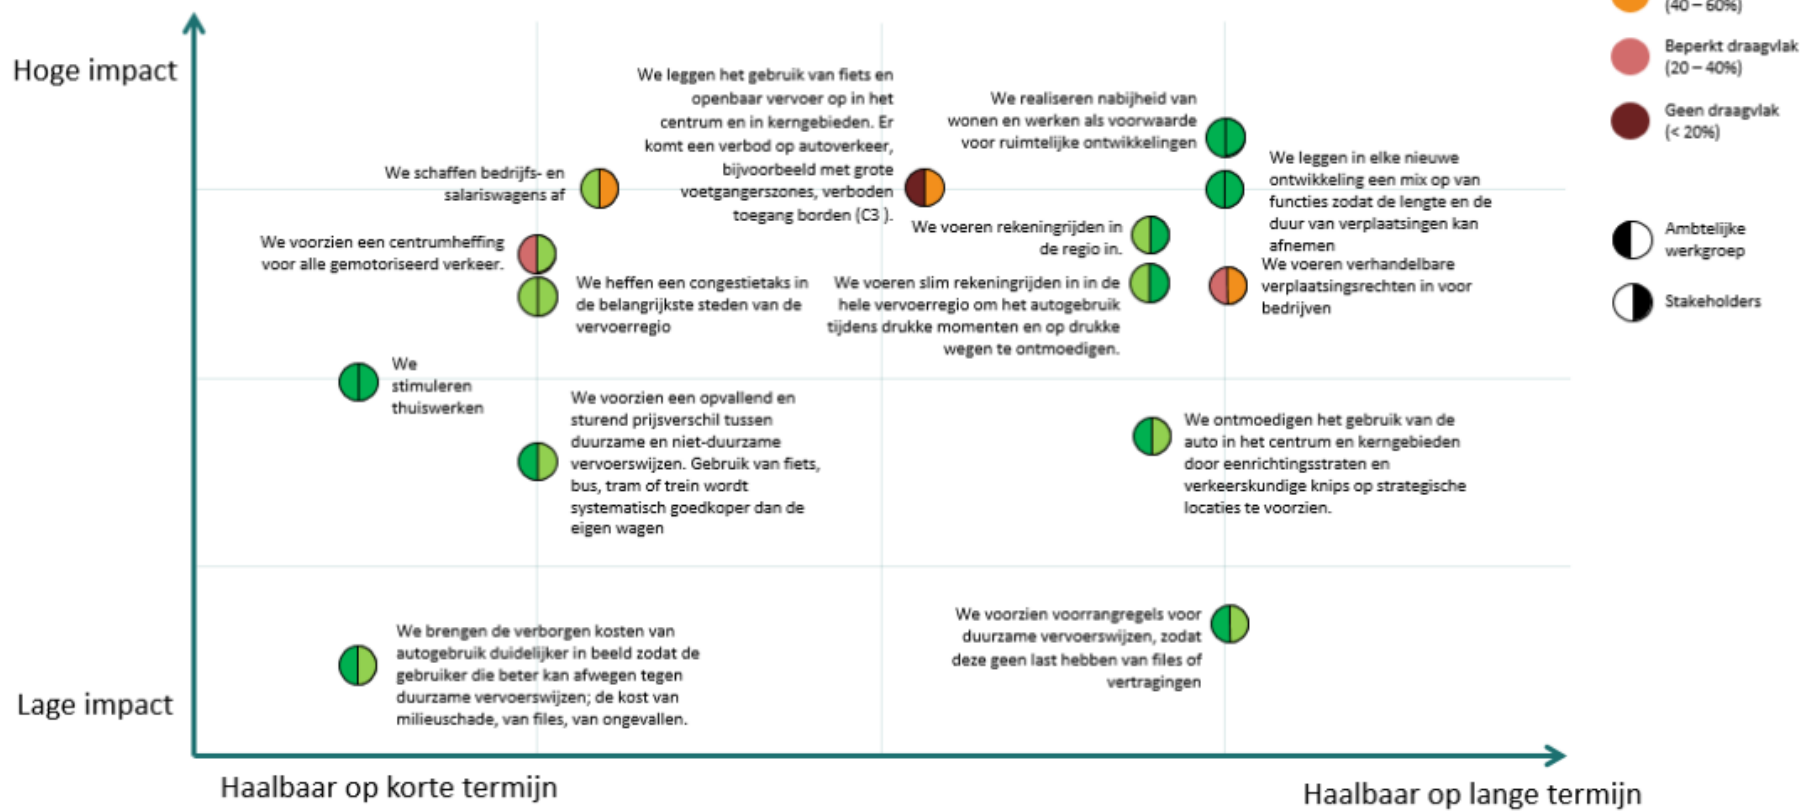 Hoge impact
We leggen het gebruik van fiets en
openbaar vervoer op in het
centrum en in kerngebieden. Er
komt een verbod op autoverkeer,
bijvoorbeeld met grote
voetgangerszones, verboden
toegang borden (C3 ).
We realiseren nabijheid van
wonen en werken als voorwaarde
voor ruimtelijke ontwikkelingen
We schaffen bedrijfs- en
salariswagens af
We leggen in elke nieuwe
ontwikkeling een mix op van
functies zodat de lengte en de
duur van verplaatsingen kan
afnemen
We voorzien een centrumheffing
voor alle gemotoriseerd verkeer.
We voeren rekeningrijden in
de regio in.
We heffen een congestietaks in
de belangrijkste steden van de
vervoerregio
We voeren slim rekeningrijden in in de
hele vervoerregio om het autogebruik
tijdens drukke momenten en op drukke
wegen te ontmoedigen.
We voeren verhandelbare
verplaatsingsrechten in voor
bedrijven
We
stimuleren
thuiswerken
We voorzien een opvallend en
sturend prijsverschil tussen
duurzame en niet-duurzame
vervoerswijzen. Gebruik van fiets,
bus, tram of trein wordt
systematisch goedkoper dan de
eigen wagen
We ontmoedigen het gebruik van de
auto in het centrum en kerngebieden
door eenrichtingsstraten en
verkeerskundige knips op strategische
locaties te voorzien.
We brengen de verborgen kosten van
autogebruik duidelijker in beeld zodat de
gebruiker die beter kan afwegen tegen
duurzame vervoerswijzen; de kost van
milieuschade, van files, van ongevallen.
We voorzien voorrangregels voor
duurzame vervoerswijzen, zodat
deze geen last hebben van files of
vertragingen
Lage impact
Haalbaar op korte termijn
Haalbaar op lange termijn
(40 – 60%)
Beperkt draagvlak
(20 – 40%)
Geen draagvlak
(< 20%)
Ambtelijke
werkgroep
Stakeholders